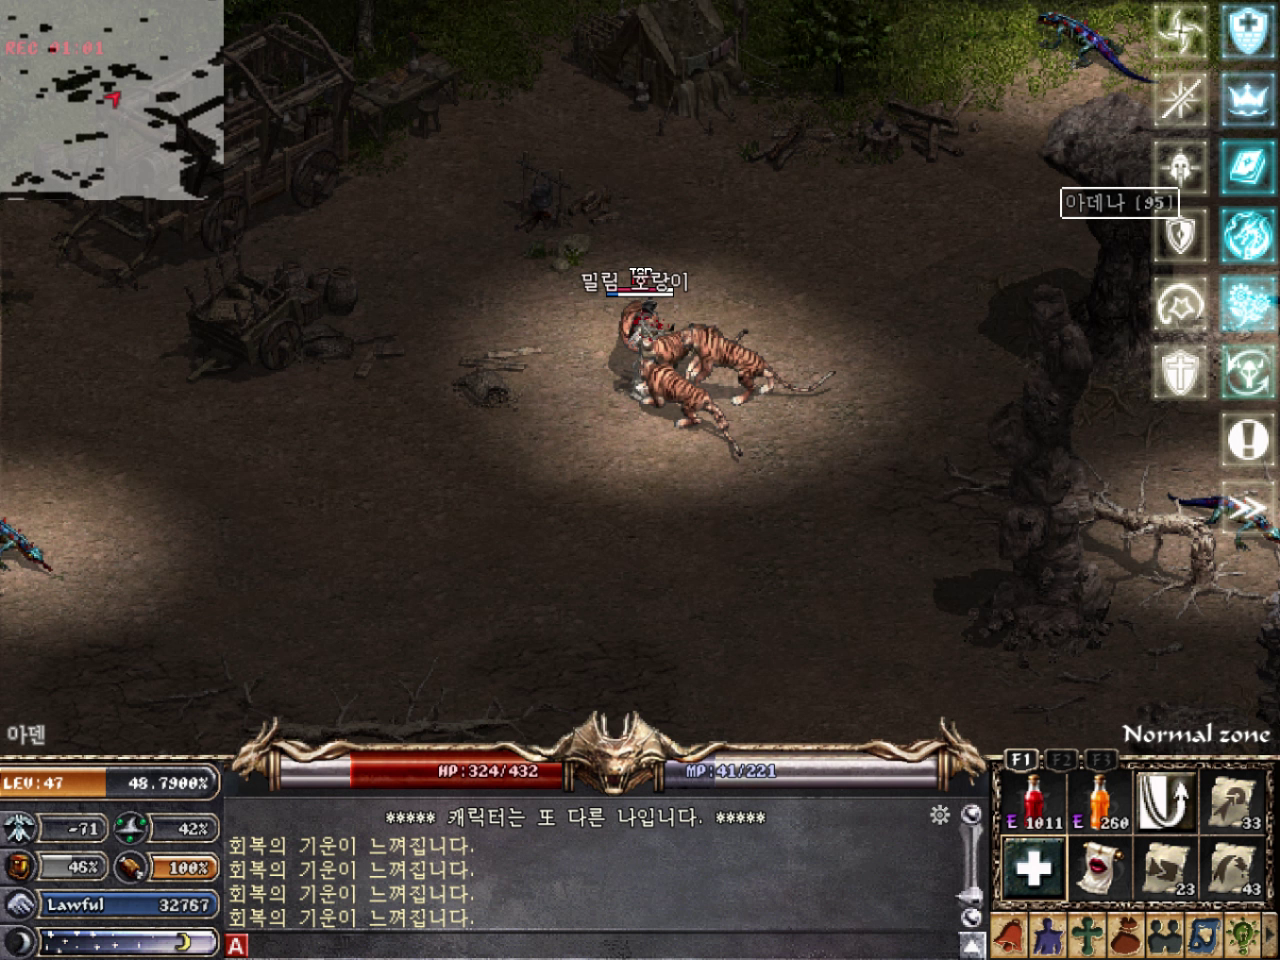 REC 01:01
아데나 [95]
밀림 호랑이
아덴
Normal zone
F1 F2 F3
LEV:47 48.7900%
HP:324/432
MP:41/221
-71 42%
46% 100%
Lawful 32767
***** 캐릭터는 또 다른 나입니다. *****
회복의 기운이 느껴집니다.
회복의 기운이 느껴집니다.
회복의 기운이 느껴집니다.
회복의 기운이 느껴집니다.
A
E 1011 E 260 33
23 43